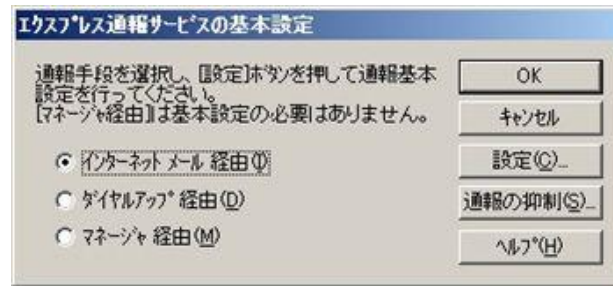 ｴｸｽﾌﾟﾚｽ通報ｻｰﾋﾞｽの基本設定
通報手段を選択し、[設定]ﾎﾞﾀﾝを押して通報基本
設定を行ってください。
[ﾏﾈｰｼﾞｬ経由]は基本設定の必要はありません。
ｲﾝﾀｰﾈｯﾄ ﾒｰﾙ 経由(I)
ﾀﾞｲﾔﾙｱｯﾌﾟ 経由(D)
ﾏﾈｰｼﾞｬ 経由(M)
OK
ｷｬﾝｾﾙ
設定(C)...
通報の抑制(S)...
ﾍﾙﾌﾟ(H)